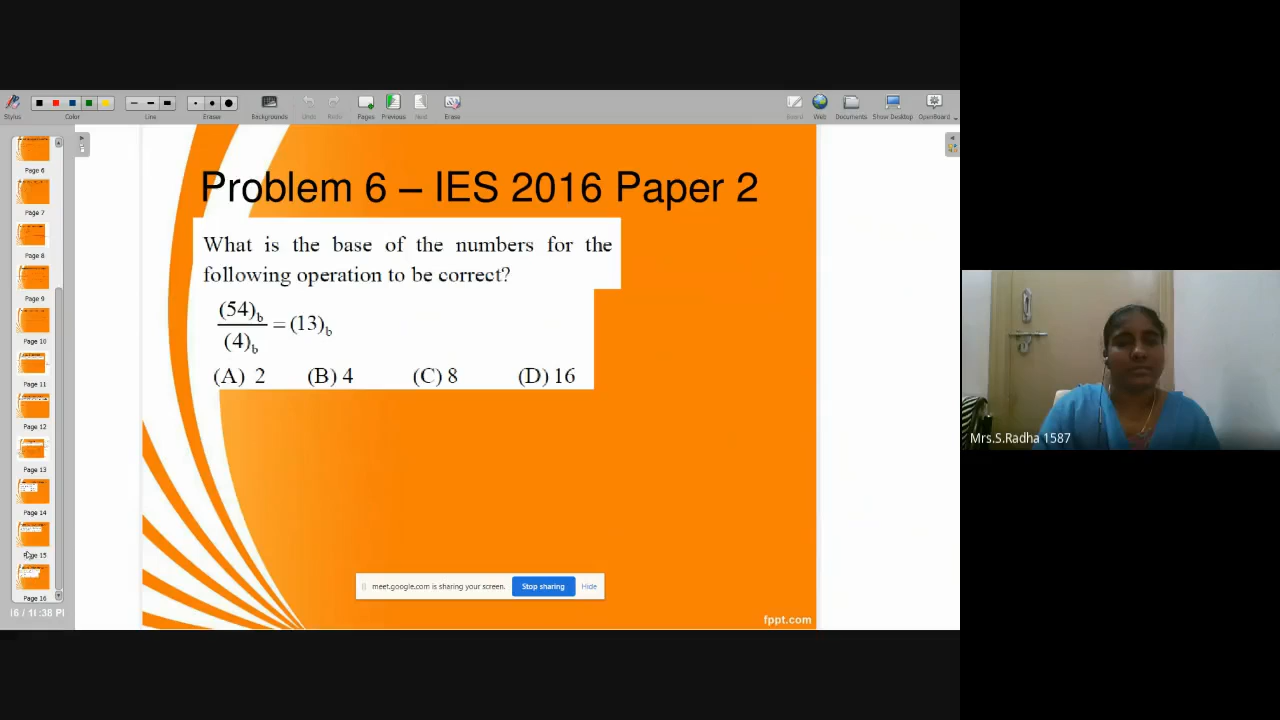 Stylus
Color
Line
Eraser
Backgrounds
Undo
Redo
Pages
Previous
Next
Erase
Board
Web
Documents
Show Desktop
OpenBoard
Page 6
Page 7
Page 8
Page 9
Page 10
Page 11
Page 12
Page 13
Page 14
Page 15
Page 16
Problem 6 – IES 2016 Paper 2
What is the base of the numbers for the
following operation to be correct?
(54)b
= (13)b
(4)b
(A) 2 (B) 4 (C) 8 (D) 16
meet.google.com is sharing your screen. Stop sharing Hide
fppt.com
Mrs.S.Radha 1587